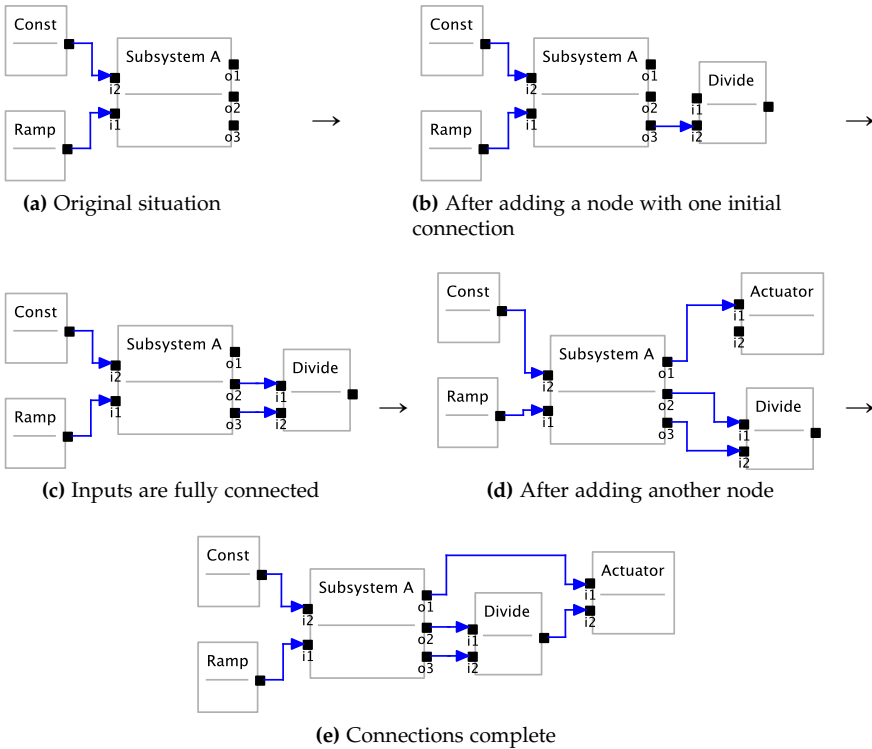 Const
Subsystem A
o1
i2
o2
Ramp
i1
o3
→
(a) Original situation
Const
Subsystem A
o1
Divide
i2
o2
i1
Ramp
i1
o3
i2
→
(b) After adding a node with one initial
connection
Const
Subsystem A
o1
Divide
i2
o2
i1
Ramp
i1
o3
i2
→
(c) Inputs are fully connected
Const
Actuator
i1
i2
Subsystem A
o1
i2
Ramp
o2
Divide
i1
o3
i1
i2
→
(d) After adding another node
Const
Actuator
Subsystem A
o1
i1
i2
Divide
i2
o2
i1
Ramp
i1
o3
i2
(e) Connections complete